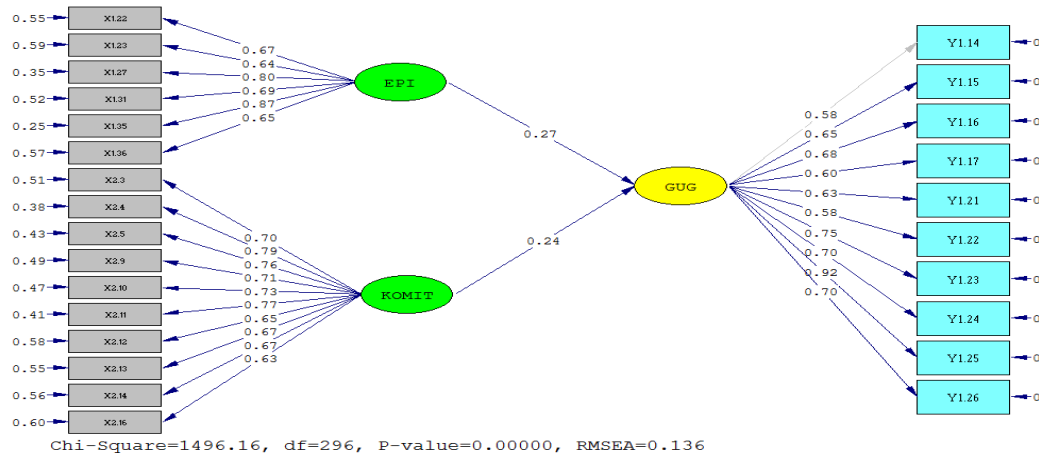 0.55 X1.22
0.59 X1.23
0.35 X1.27
0.52 X1.31
0.25 X1.35
0.57 X1.36
0.51 X2.3
0.38 X2.4
0.43 X2.5
0.49 X2.9
0.47 X2.10
0.41 X2.11
0.58 X2.12
0.55 X2.13
0.56 X2.14
0.60 X2.16
0.67
0.64
0.80
0.69
0.87
0.65
0.70
0.79
0.76
0.71
0.73
0.77
0.65
0.67
0.67
0.63
EPI
KOMIT
0.27
0.24
GUG
0.58
0.65
0.68
0.60
0.63
0.58
0.75
0.70
0.92
0.70
Y1.14
Y1.15
Y1.16
Y1.17
Y1.21
Y1.22
Y1.23
Y1.24
Y1.25
Y1.26
Chi-Square=1496.16, df=296, P-value=0.00000, RMSEA=0.136